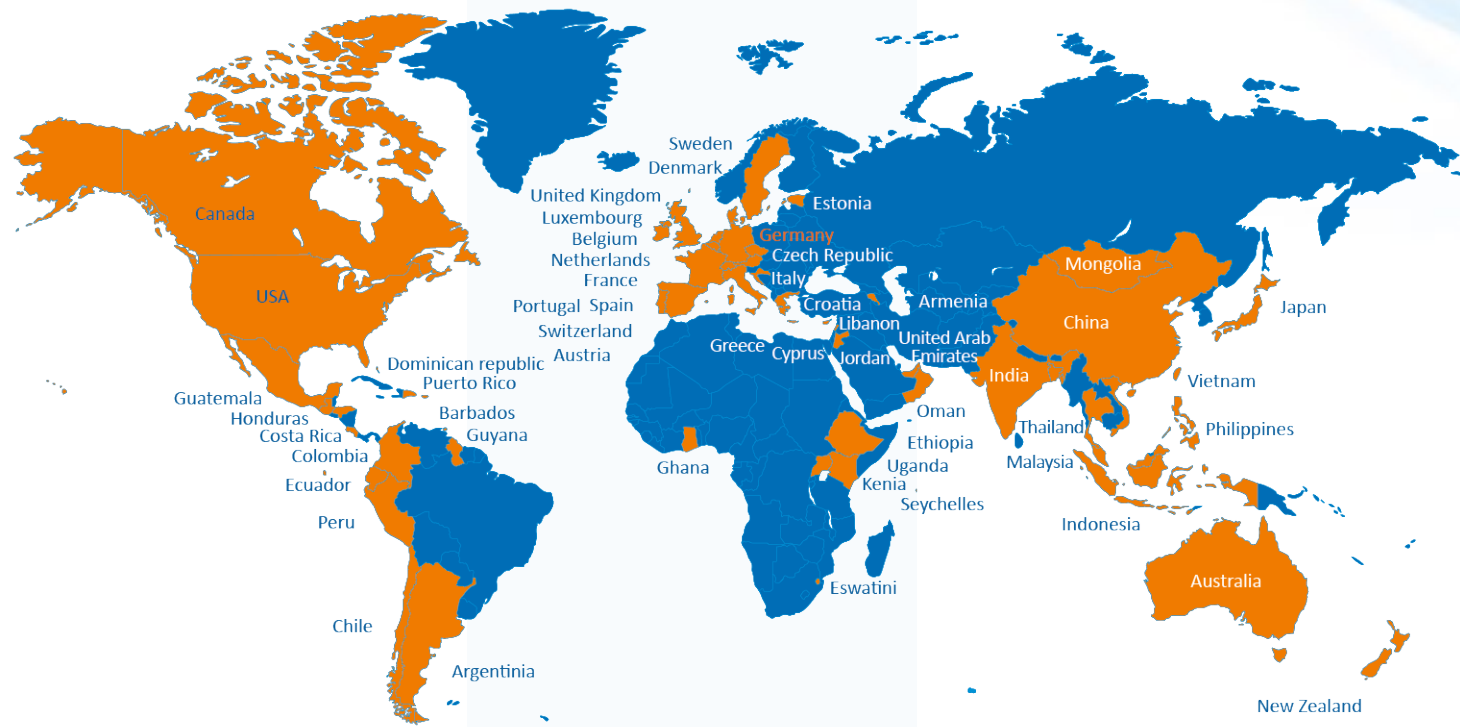 Sweden
Denmark
United Kingdom
Luxembourg
Belgium
Netherlands
France
Portugal Spain
Switzerland
Austria
Estonia
Germany
Czech Republic
Italy
Croatia
Armenia
Libanon
Greece
Cyprus
Jordan
United Arab
Emirates
Canada
USA
Dominican republic
Puerto Rico
Guatemala
Honduras
Costa Rica
Colombia
Barbados
Guyana
Ecuador
Peru
Chile
Argentinia
Ghana
Oman
Ethiopia
Uganda
Kenia
Seychelles
Eswatini
Mongolia
China
Japan
India
Vietnam
Thailand
Philippines
Malaysia
Indonesia
Australia
New Zealand